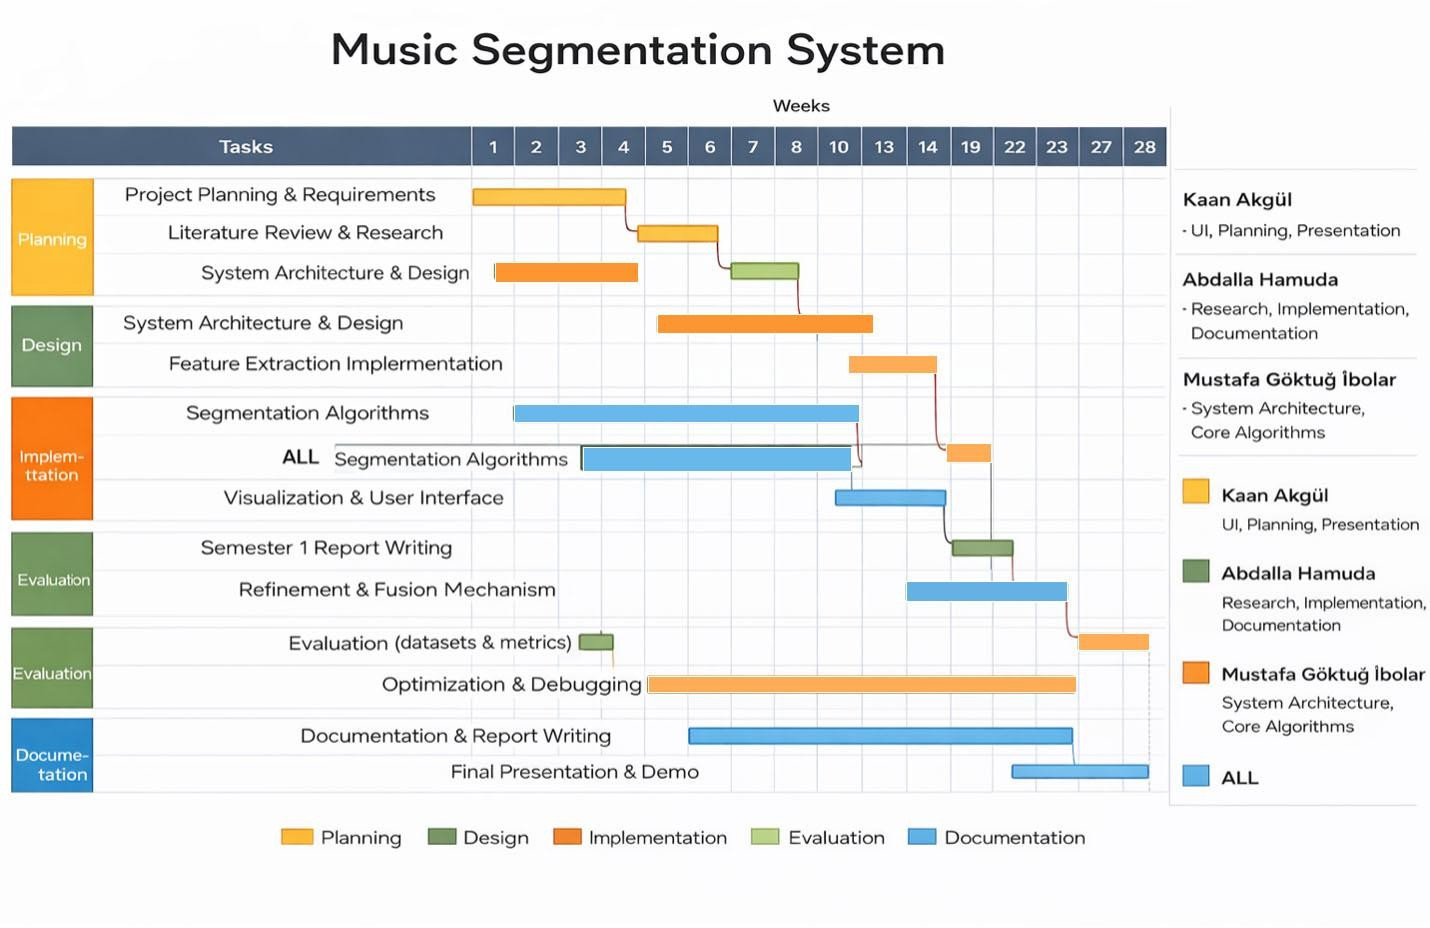 Music Segmentation System
Weeks
Tasks 1 2 3 4 5 6 7 8 10 13 14 19 22 23 27 28
Planning
Project Planning & Requirements
Literature Review & Research
System Architecture & Design
Design
System Architecture & Design
Feature Extraction Implermentation
Implem-
ttation
Segmentation Algorithms
ALL Segmentation Algorithms
Visualization & User Interface
Evaluation
Semester 1 Report Writing
Refinement & Fusion Mechanism
Evaluation
Evaluation (datasets & metrics)
Optimization & Debugging
Docume-
tation
Documentation & Report Writing
Final Presentation & Demo
Planning Design Implementation Evaluation Documentation
Kaan Akgül
- UI, Planning, Presentation
Abdalla Hamuda
- Research, Implementation,
Documentation
Mustafa Göktuğ İbolar
- System Architecture,
Core Algorithms
Kaan Akgül
UI, Planning, Presentation
Abdalla Hamuda
Research, Implementation,
Documentation
Mustafa Göktuğ İbolar
System Architecture,
Core Algorithms
ALL